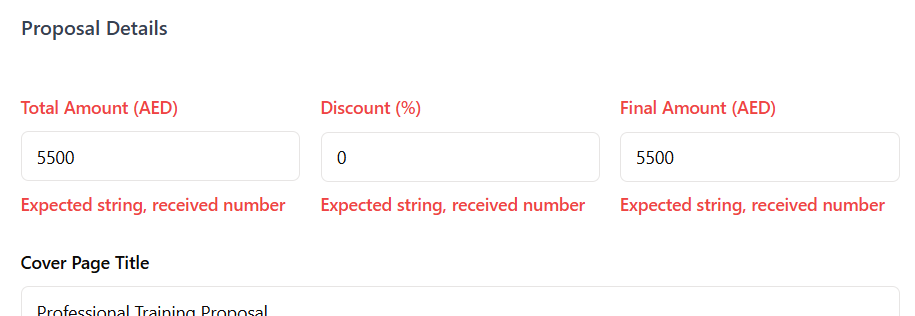 Proposal Details
Total Amount (AED) Discount (%) Final Amount (AED)
5500 0 5500
Expected string, received number Expected string, received number Expected string, received number
Cover Page Title
Professional Training Proposal